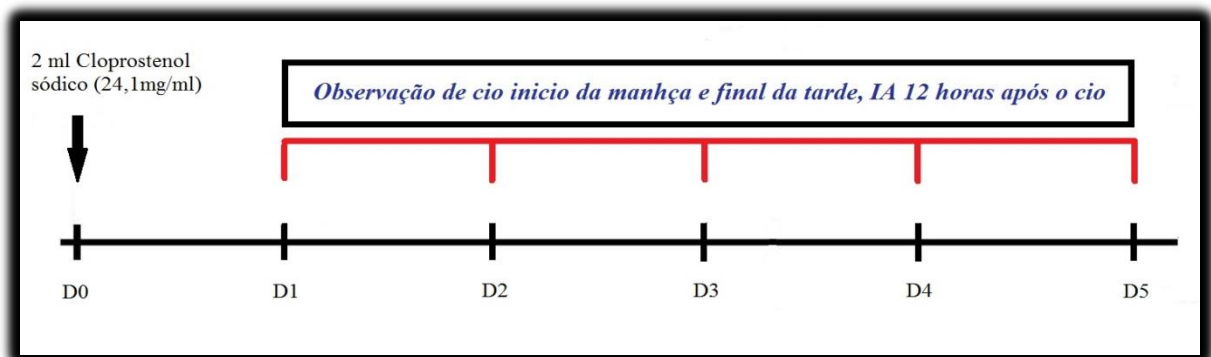 2 ml Cloprostenol
sódico (24,1mg/ml)
Observação de cio inicio da manhça e final da tarde, IA 12 horas após o cio
D0 D1 D2 D3 D4 D5